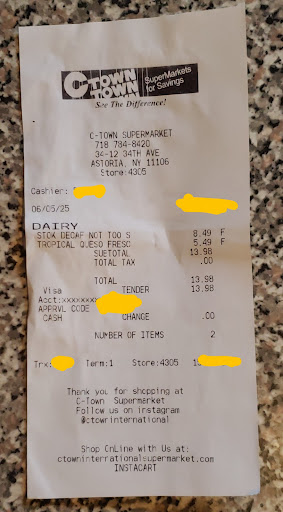 C-TOWN TOWN SuperMarkets for Savings
See The Difference!
C-TOWN SUPERMARKET
718 784-8420
34-12 34TH AVE
ASTORIA, NY 11106
Store:4305
Cashier:
06/05/25
DAIRY
STOK DECAF NOT TOO S 8.49 F
TROPICAL QUESO FRESC 5.49 F
SUBTOTAL 13.98
TOTAL TAX .00
TOTAL 13.98
Visa TENDER 13.98
Acct:xxxxxxxx
APPRVL CODE
CASH CHANGE .00
NUMBER OF ITEMS 2
Trx: Term:1 Store:4305
Thank you for shopping at
C-Town Supermarket
Follow us on instagram
@ctowninternational
Shop OnLine with Us at:
ctowninternationalsupermarket.com
INSTACART